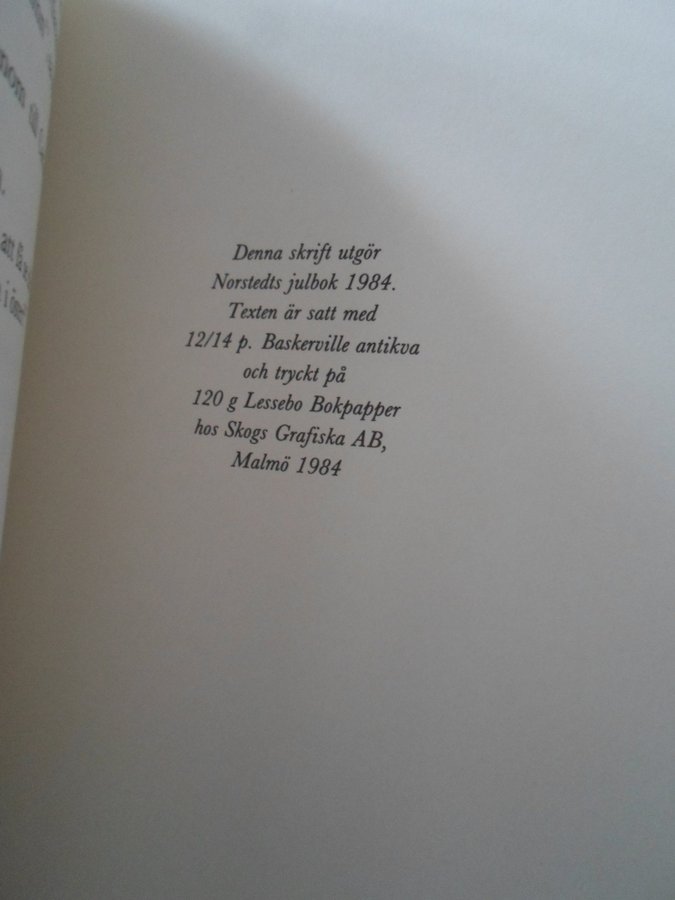 Denna skrift utgör
Norstedts julbok 1984.
Texten är satt med
12/14 p. Baskerville antikva
och tryckt på
120 g Lessebo Bokpapper
hos Skogs Grafiska AB,
Malmö 1984